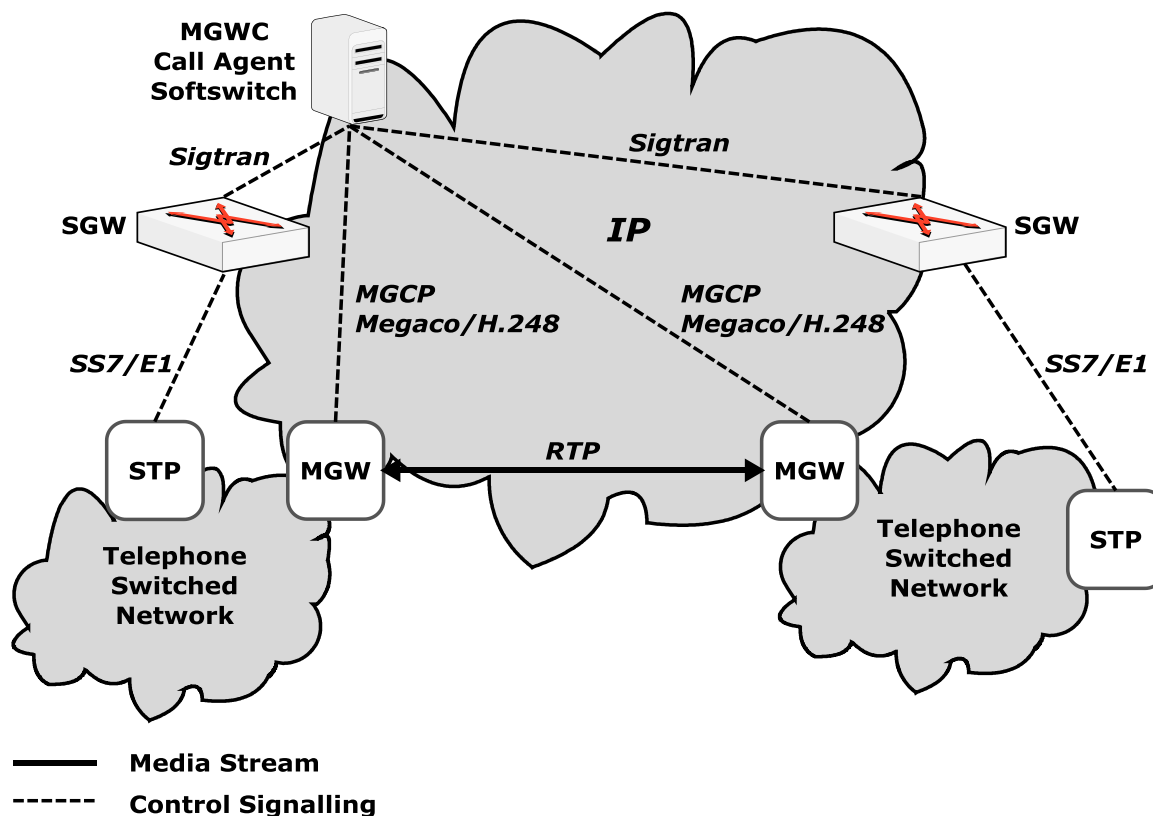 MGWC
Call Agent
Softswitch
Sigtran
Sigtran
SGW
IP
SGW
MGCP
Megaco/H.248
MGCP
Megaco/H.248
SS7/E1
SS7/E1
STP
MGW
RTP
MGW
STP
Telephone
Switched
Network
Telephone
Switched
Network
Media Stream
Control Signalling